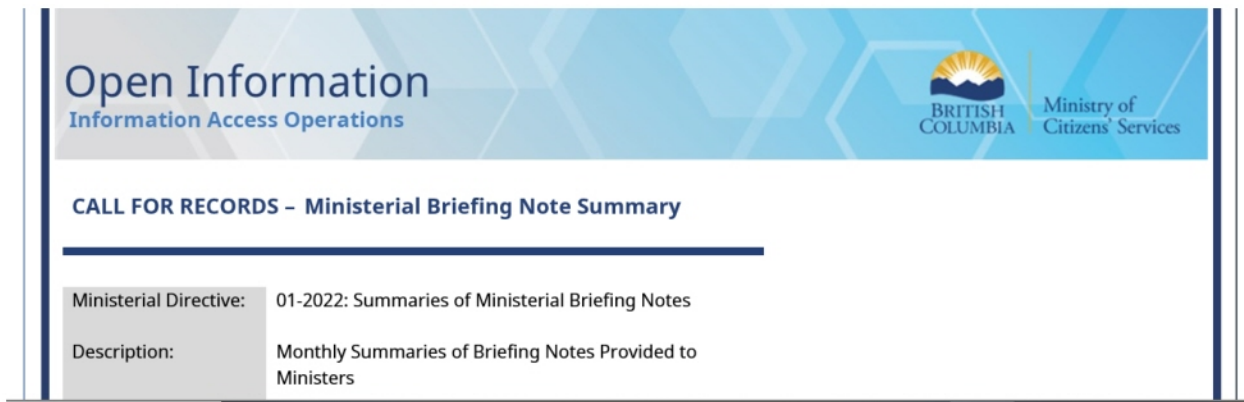 Open Information
Information Access Operations
BRITISH
COLUMBIA
Ministry of
Citizens' Services
CALL FOR RECORDS – Ministerial Briefing Note Summary
Ministerial Directive: 01-2022: Summaries of Ministerial Briefing Notes
Description: Monthly Summaries of Briefing Notes Provided to
Ministers